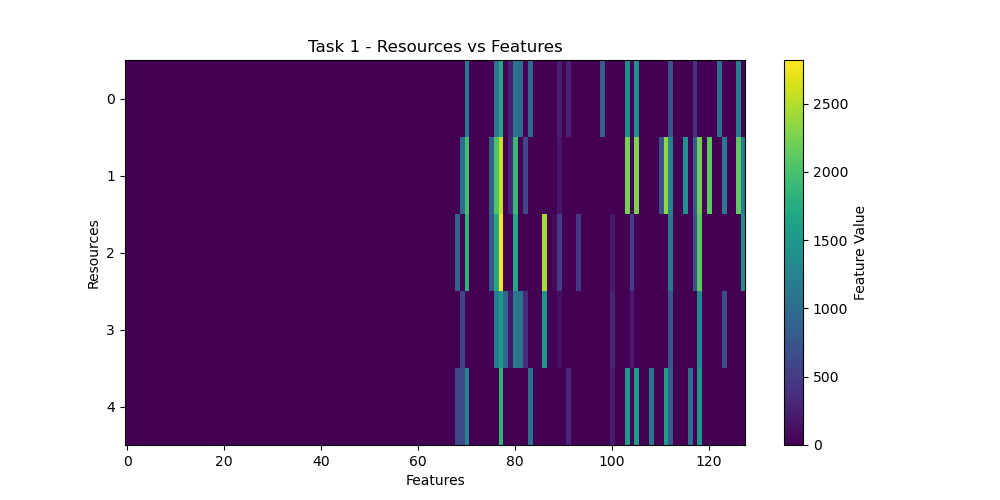 Task 1 - Resources vs Features
Resources
0
1
2
3
4
0 20 40 60 80 100 120
Features
2500
2000
1500
1000
500
0
Feature Value